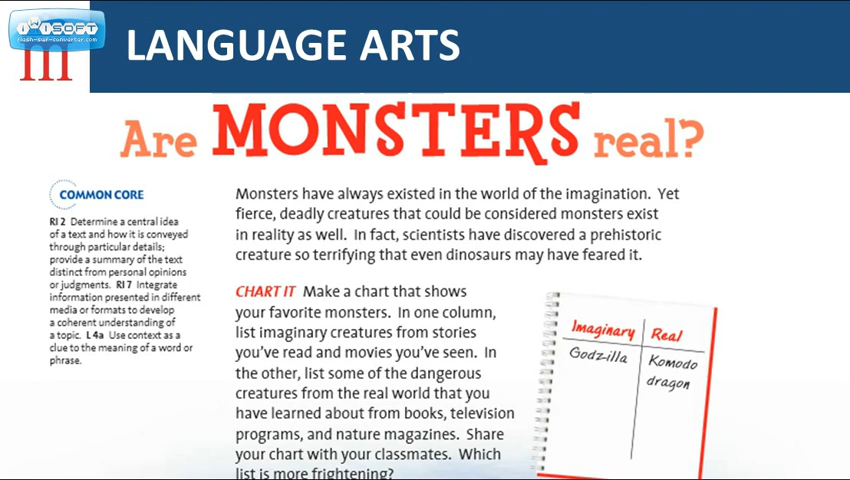 iWiSOFT
flash-swf-converter.com
m
LANGUAGE ARTS
Are MONSTERS real?
COMMON CORE
RI 2 Determine a central idea
of a text and how it is conveyed
through particular details;
provide a summary of the text
distinct from personal opinions
or judgments. RI 7 Integrate
information presented in different
media or formats to develop
a coherent understanding of
a topic. L 4a Use context as a
clue to the meaning of a word or
phrase.
Monsters have always existed in the world of the imagination. Yet
fierce, deadly creatures that could be considered monsters exist
in reality as well. In fact, scientists have discovered a prehistoric
creature so terrifying that even dinosaurs may have feared it.
CHART IT Make a chart that shows
your favorite monsters. In one column,
list imaginary creatures from stories
you've read and movies you've seen. In
the other, list some of the dangerous
creatures from the real world that you
have learned about from books, television
programs, and nature magazines. Share
your chart with your classmates. Which
list is more frightening?
Imaginary Real
Godzilla Komodo
dragon